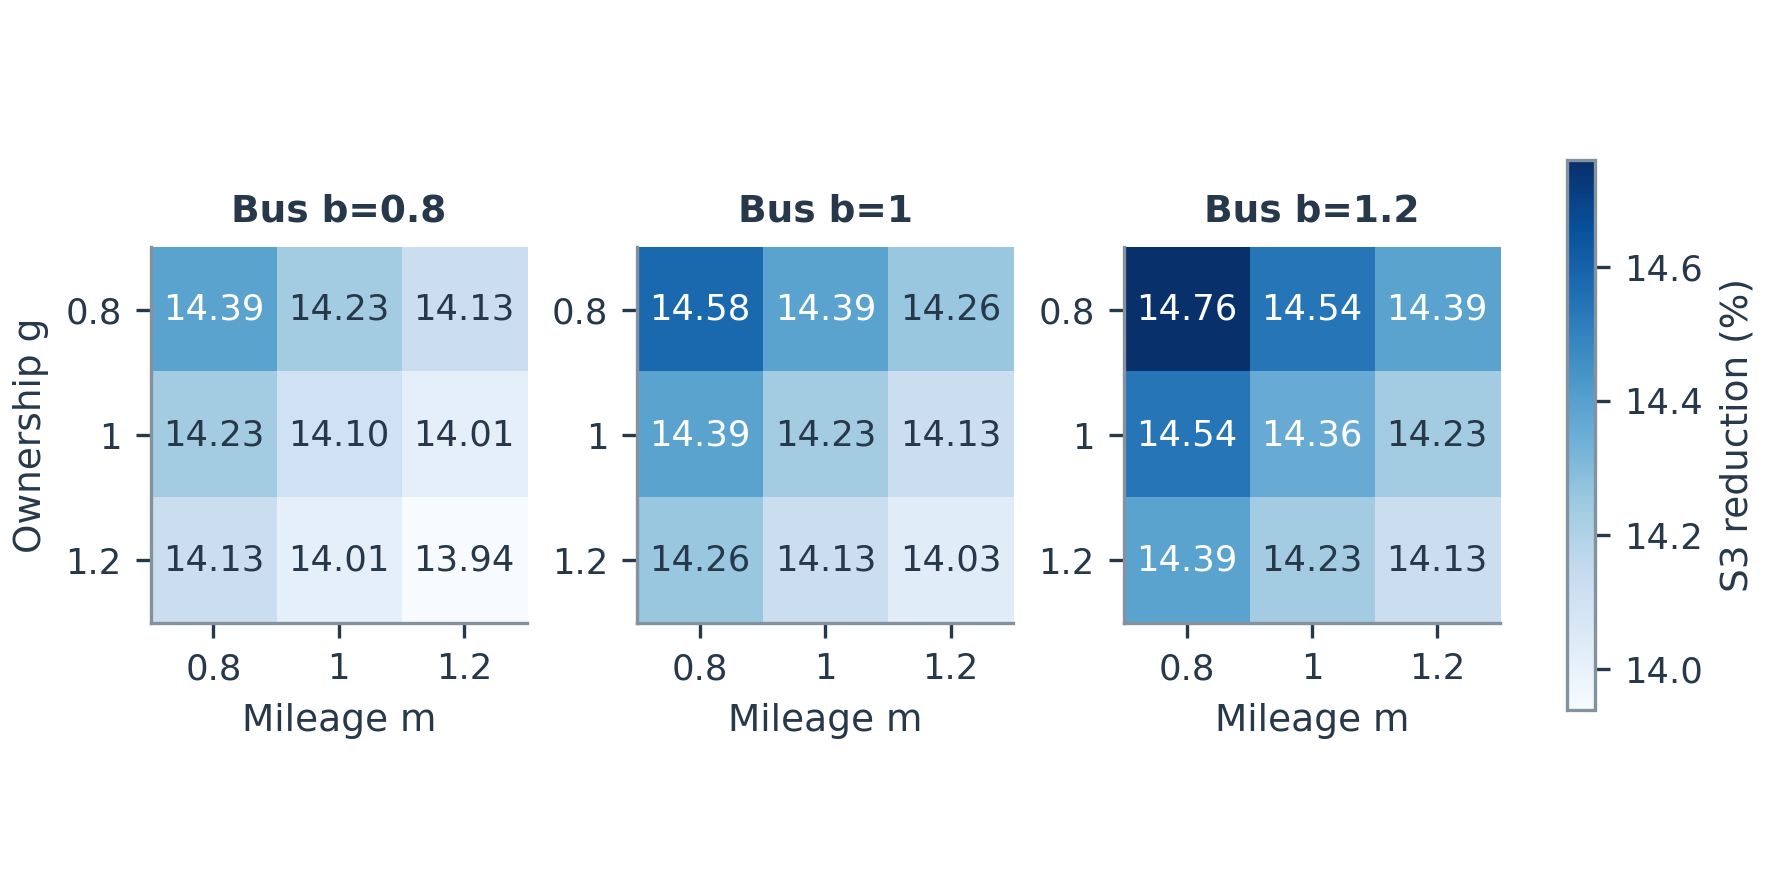 Bus b=0.8
Bus b=1
Bus b=1.2
Ownership g
0.8 14.39 14.23 14.13
1 14.23 14.10 14.01
1.2 14.13 14.01 13.94
0.8 1 1.2
Mileage m
0.8 14.58 14.39 14.26
1 14.39 14.23 14.13
1.2 14.26 14.13 14.03
0.8 1 1.2
Mileage m
0.8 14.76 14.54 14.39
1 14.54 14.36 14.23
1.2 14.39 14.23 14.13
0.8 1 1.2
Mileage m
14.6
14.4
14.2
14.0
S3 reduction (%)